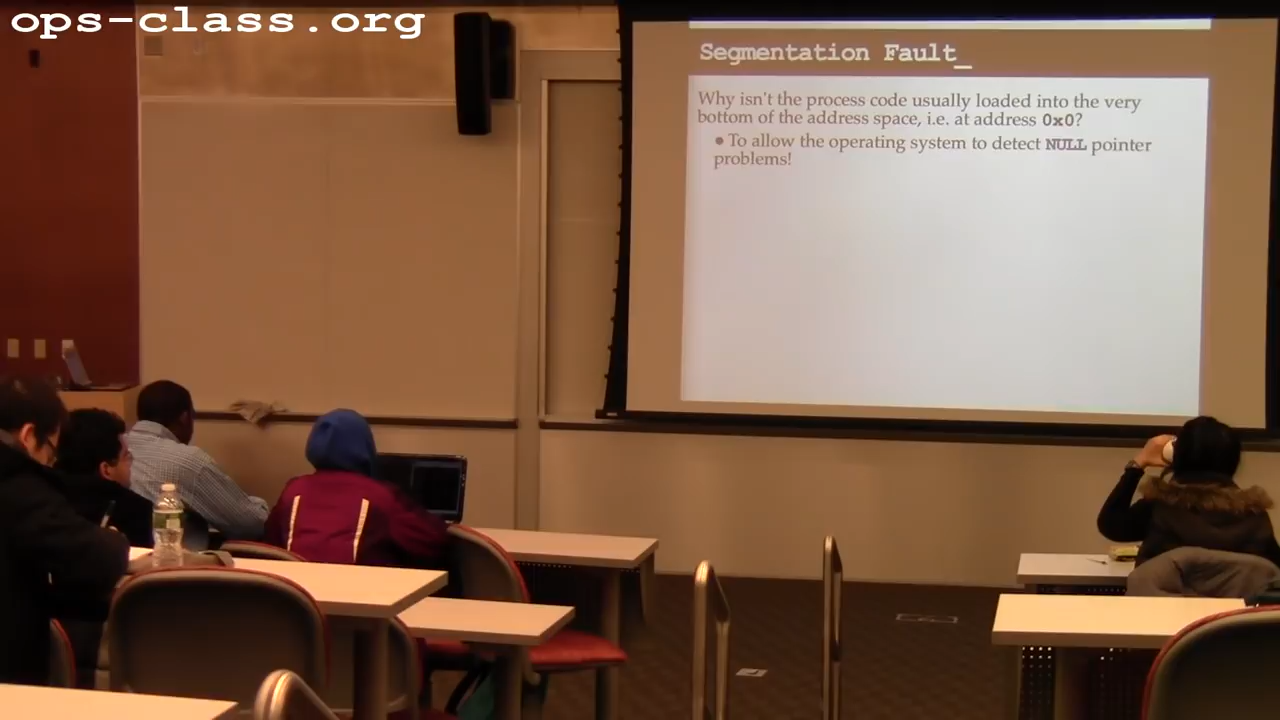 ops-class.org
Segmentation Fault_
Why isn't the process code usually loaded into the very
bottom of the address space, i.e. at address 0x0?
● To allow the operating system to detect NULL pointer
problems!